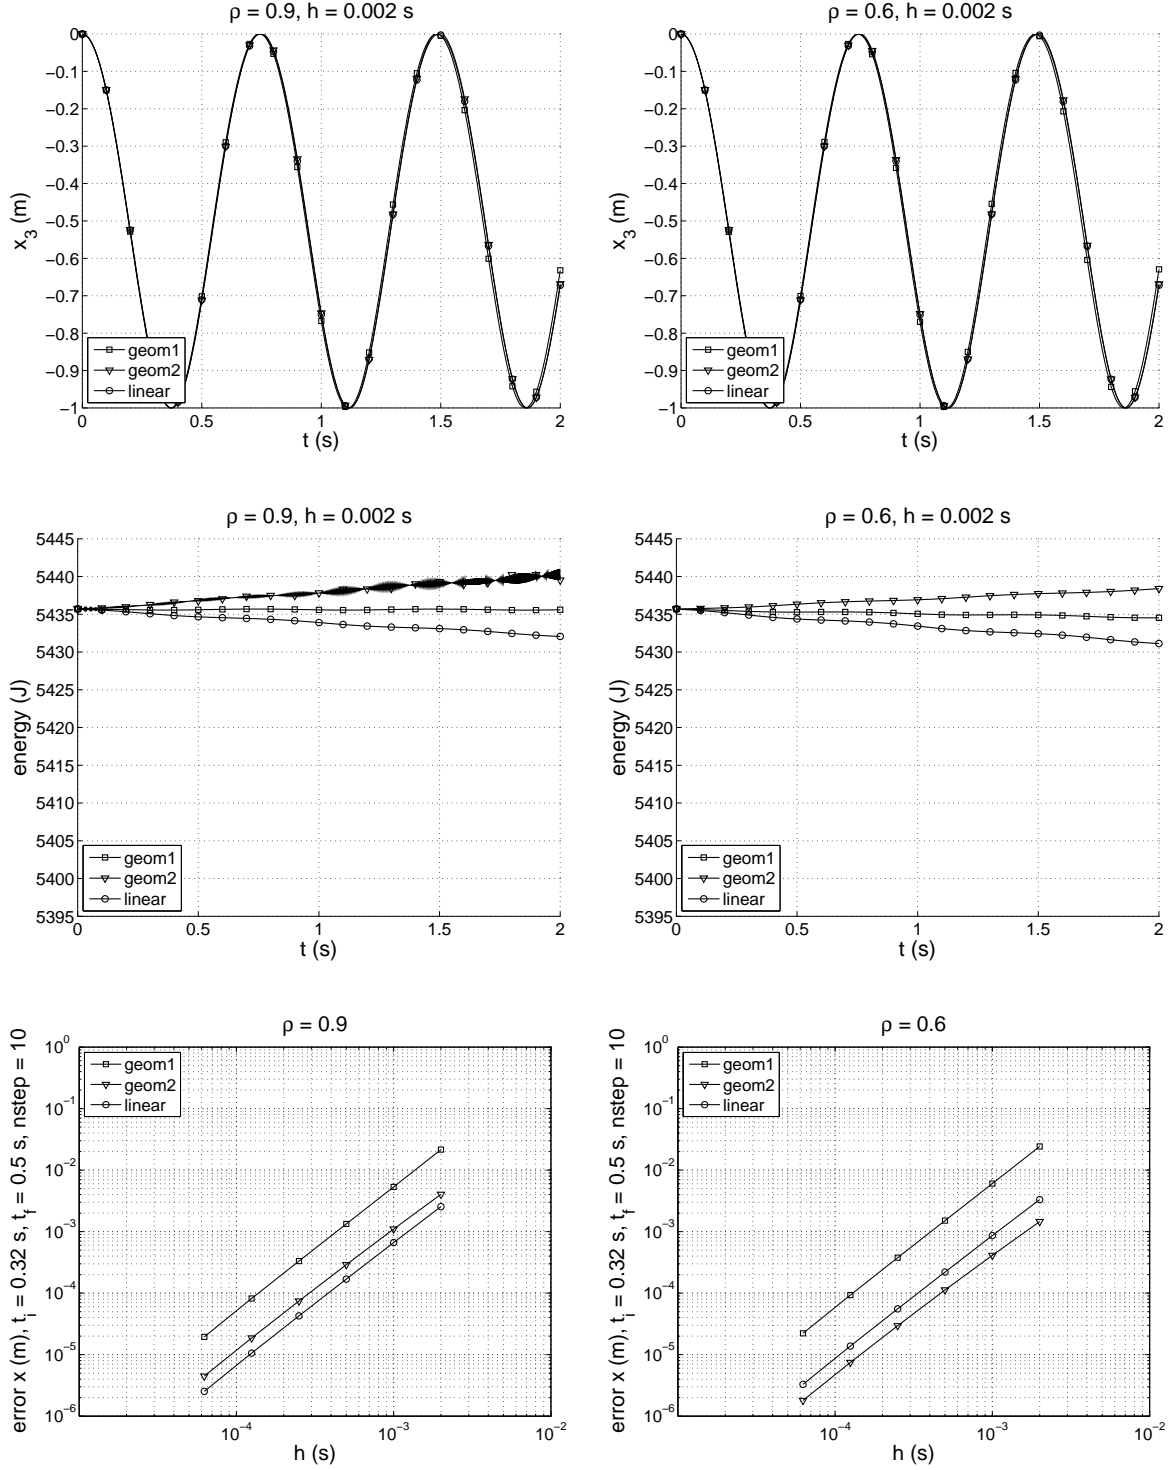 ρ = 0.9, h = 0.002 s
0
−0.1
−0.2
−0.3
−0.4
−0.5
−0.6
−0.7
−0.8
−0.9
−1
x_3 (m)
geom1
geom2
linear
0 0.5 1 1.5 2
t (s)
ρ = 0.6, h = 0.002 s
0
−0.1
−0.2
−0.3
−0.4
−0.5
−0.6
−0.7
−0.8
−0.9
−1
x_3 (m)
geom1
geom2
linear
0 0.5 1 1.5 2
t (s)
ρ = 0.9, h = 0.002 s
5445
5440
5435
5430
5425
5420
5415
5410
5405
5400
5395
energy (J)
geom1
geom2
linear
0 0.5 1 1.5 2
t (s)
ρ = 0.6, h = 0.002 s
5445
5440
5435
5430
5425
5420
5415
5410
5405
5400
5395
energy (J)
geom1
geom2
linear
0 0.5 1 1.5 2
t (s)
ρ = 0.9
10^0
10^−1
10^−2
10^−3
10^−4
10^−5
10^−6
error x (m), t_i = 0.32 s, t_f = 0.5 s, nstep = 10
geom1
geom2
linear
10^−4 10^−3 10^−2
h (s)
ρ = 0.6
10^0
10^−1
10^−2
10^−3
10^−4
10^−5
10^−6
error x (m), t_i = 0.32 s, t_f = 0.5 s, nstep = 10
geom1
geom2
linear
10^−4 10^−3 10^−2
h (s)